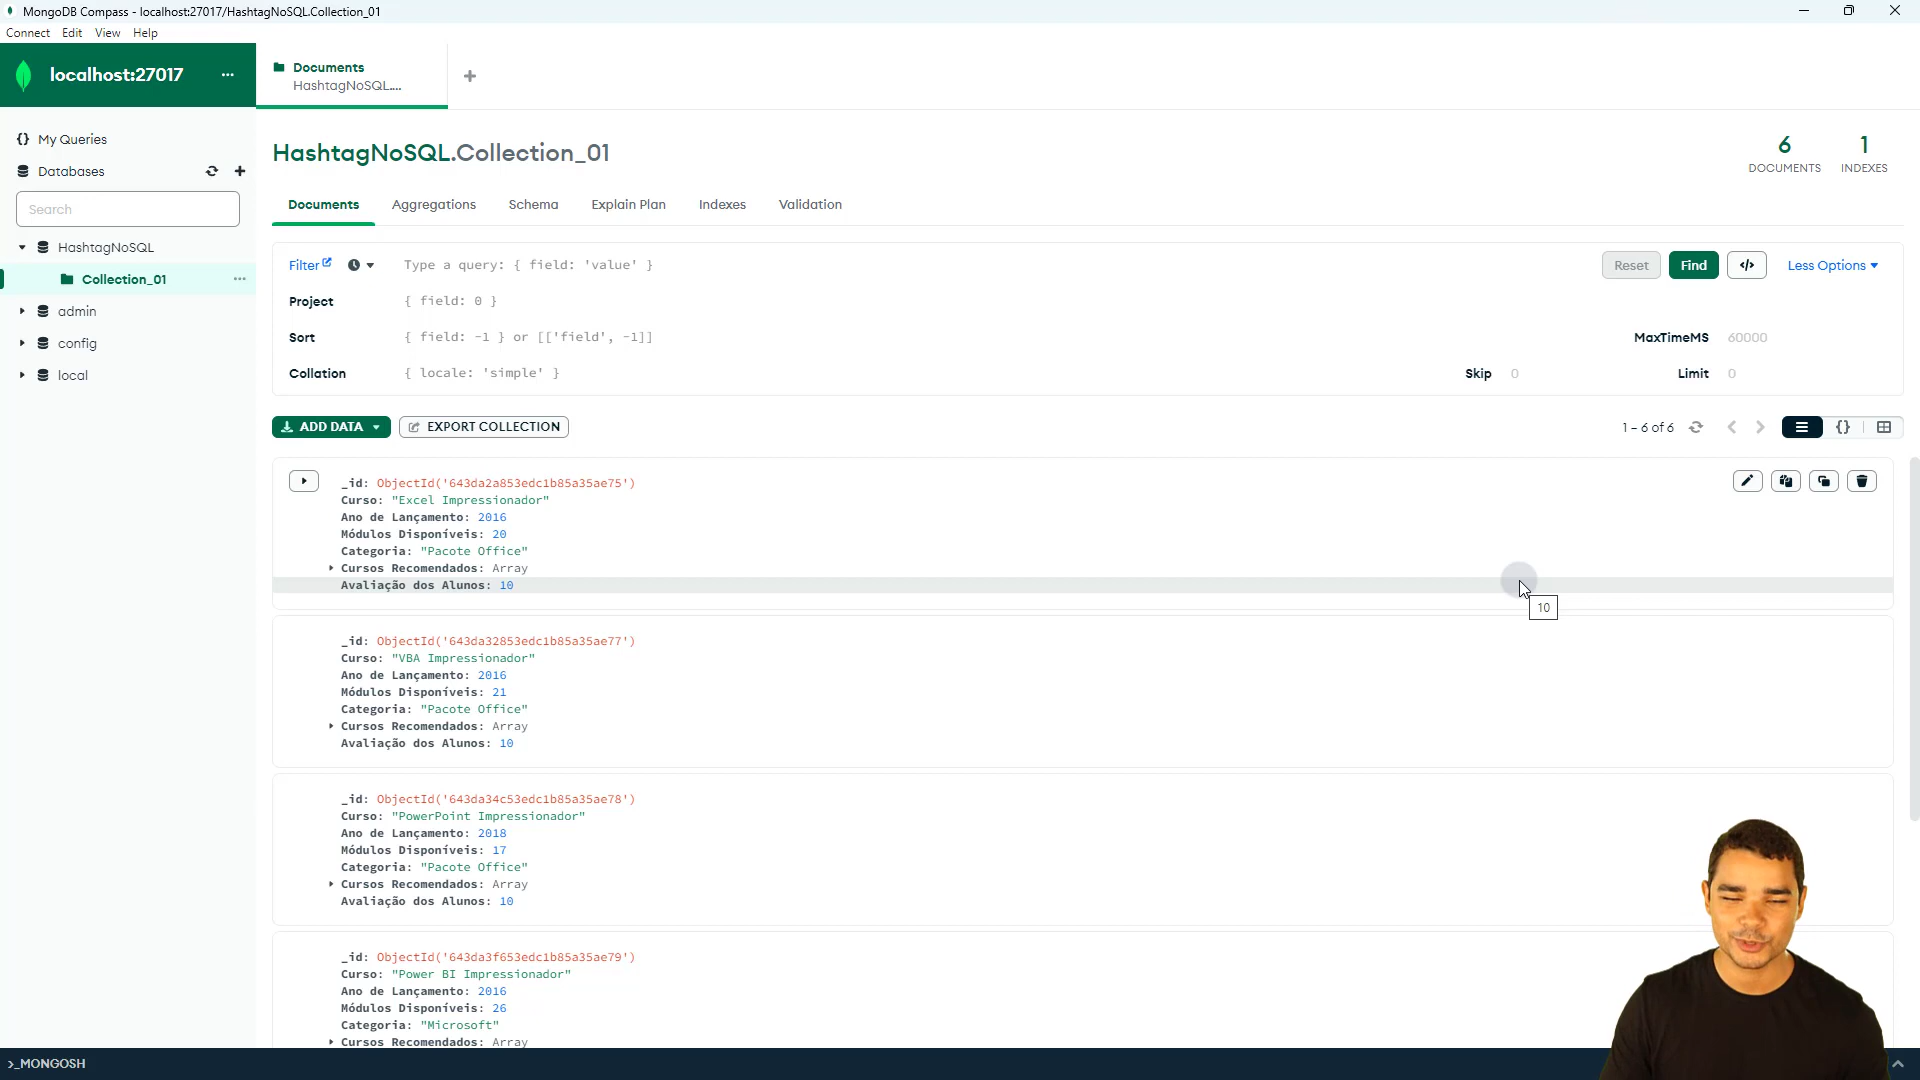 MongoDB Compass - localhost:27017/HashtagNoSQL.Collection_01
Connect Edit View Help
localhost:27017 ...
Documents
HashtagNoSQL....
+
{} My Queries
Databases
Search
HashtagNoSQL
Collection_01 ...
admin
config
local
HashtagNoSQL.Collection_01
6
DOCUMENTS
1
INDEXES
Documents Aggregations Schema Explain Plan Indexes Validation
Filter Type a query: { field: 'value' } Reset Find </> Less Options
Project { field: 0 }
Sort { field: -1 } or [['field', -1]] MaxTimeMS 60000
Collation { locale: 'simple' } Skip 0 Limit 0
ADD DATA EXPORT COLLECTION 1 - 6 of 6 {}
_id: ObjectId('643da2a853edc1b85a35ae75')
Curso: "Excel Impressionador"
Ano de Lançamento: 2016
Módulos Disponíveis: 20
Categoria: "Pacote Office"
Cursos Recomendados: Array
Avaliação dos Alunos: 10
10
_id: ObjectId('643da32853edc1b85a35ae77')
Curso: "VBA Impressionador"
Ano de Lançamento: 2016
Módulos Disponíveis: 21
Categoria: "Pacote Office"
Cursos Recomendados: Array
Avaliação dos Alunos: 10
_id: ObjectId('643da34c53edc1b85a35ae78')
Curso: "PowerPoint Impressionador"
Ano de Lançamento: 2018
Módulos Disponíveis: 17
Categoria: "Pacote Office"
Cursos Recomendados: Array
Avaliação dos Alunos: 10
_id: ObjectId('643da3f653edc1b85a35ae79')
Curso: "Power BI Impressionador"
Ano de Lançamento: 2016
Módulos Disponíveis: 26
Categoria: "Microsoft"
Cursos Recomendados: Array
>_MONGOSH